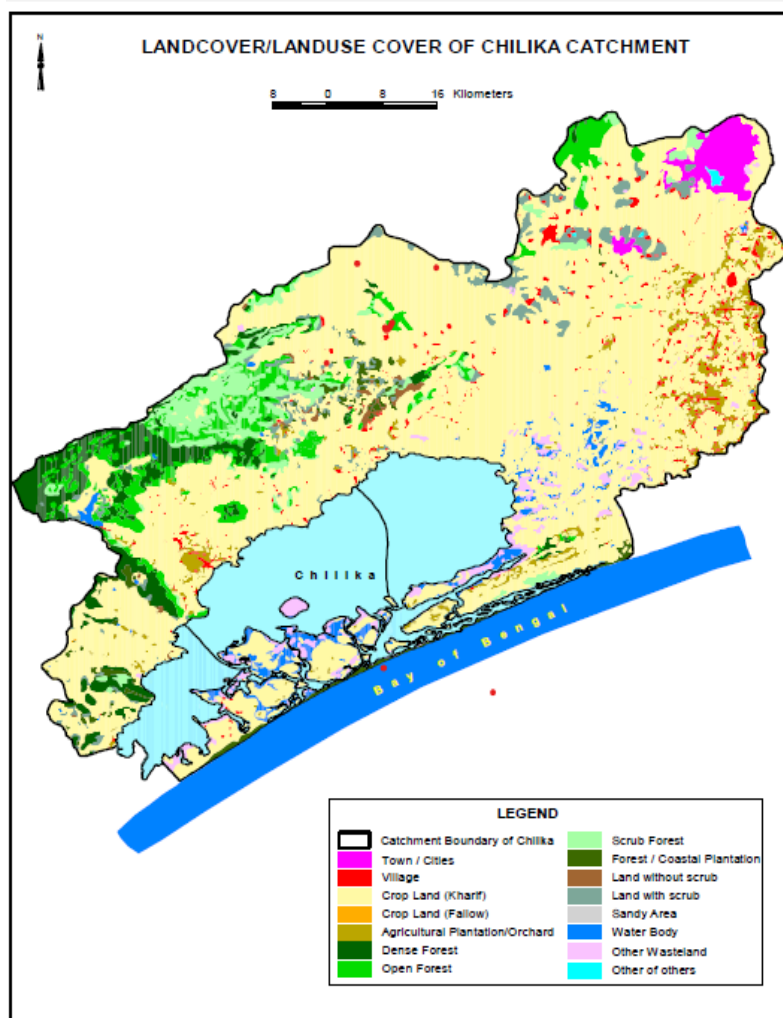 LANDCOVER/LANDUSE COVER OF CHILIKA CATCHMENT
N
8 0 8 16 Kilometers
Chilika
Bay of Bengal
LEGEND
Catchment Boundary of Chilika
Town / Cities
Village
Crop Land (Kharif)
Crop Land (Fallow)
Agricultural Plantation/Orchard
Dense Forest
Open Forest
Scrub Forest
Forest / Coastal Plantation
Land without scrub
Land with scrub
Sandy Area
Water Body
Other Wasteland
Other of others